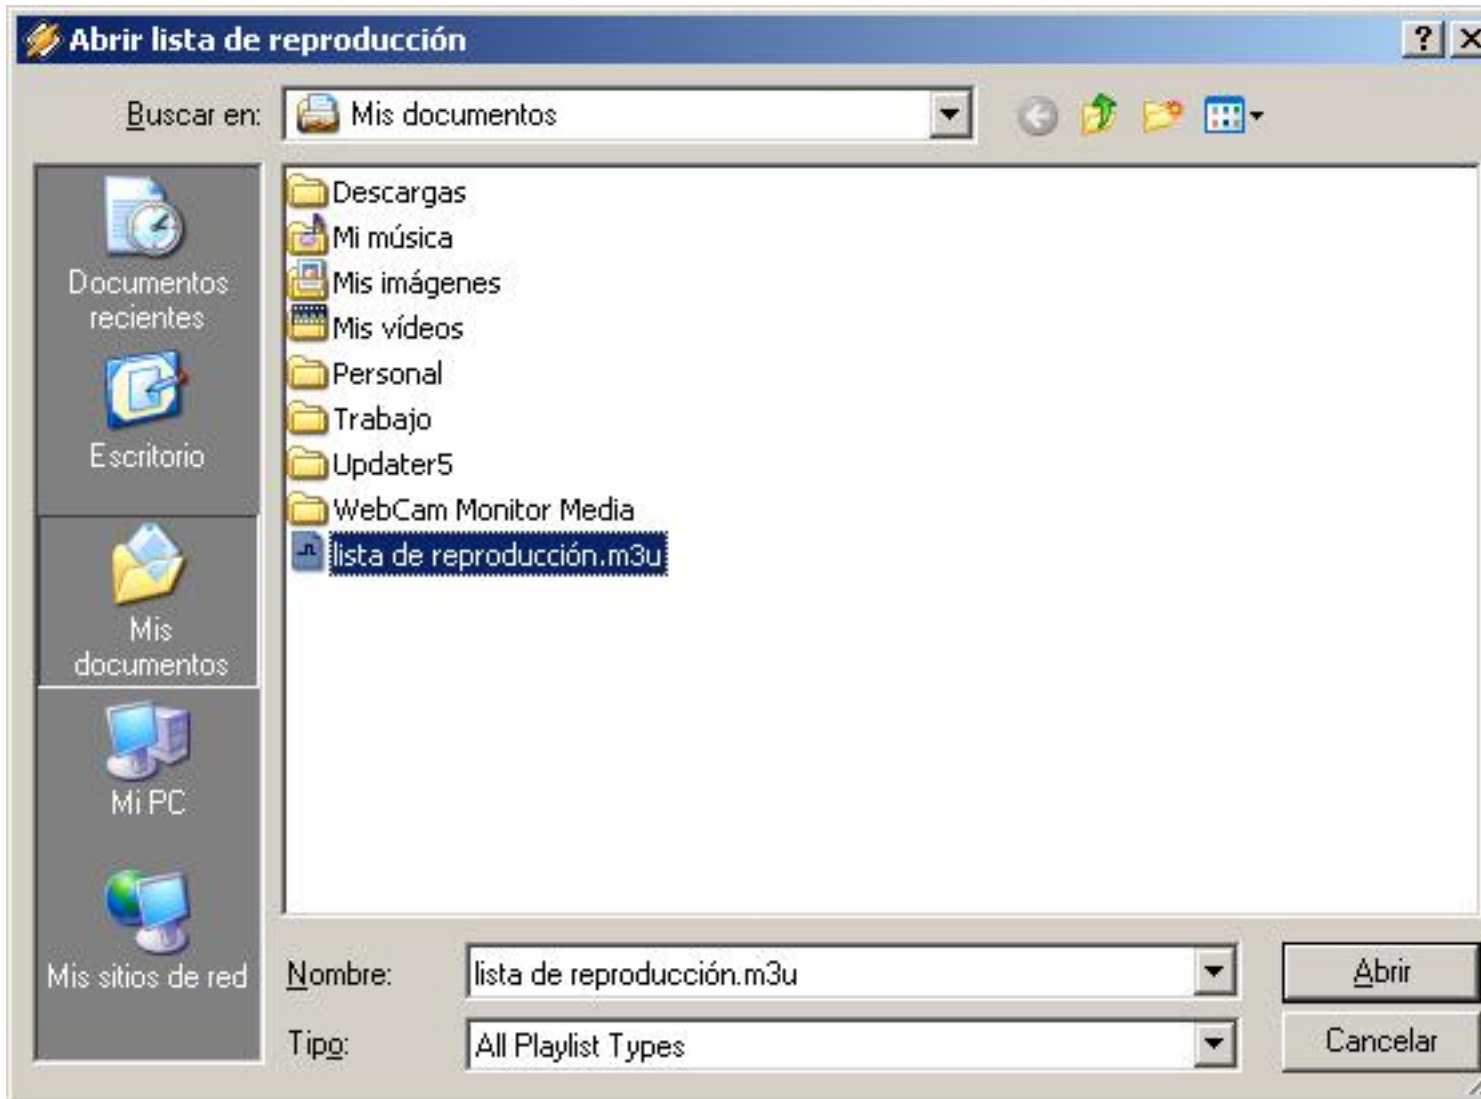 Abrir lista de reproducción
Buscar en: Mis documentos
Documentos
recientes
Escritorio
Mis
documentos
Mi PC
Mis sitios de red
Descargas
Mi música
Mis imágenes
Mis vídeos
Personal
Trabajo
Updater5
WebCam Monitor Media
lista de reproducción.m3u
Nombre: lista de reproducción.m3u Abrir
Tipo: All Playlist Types Cancelar